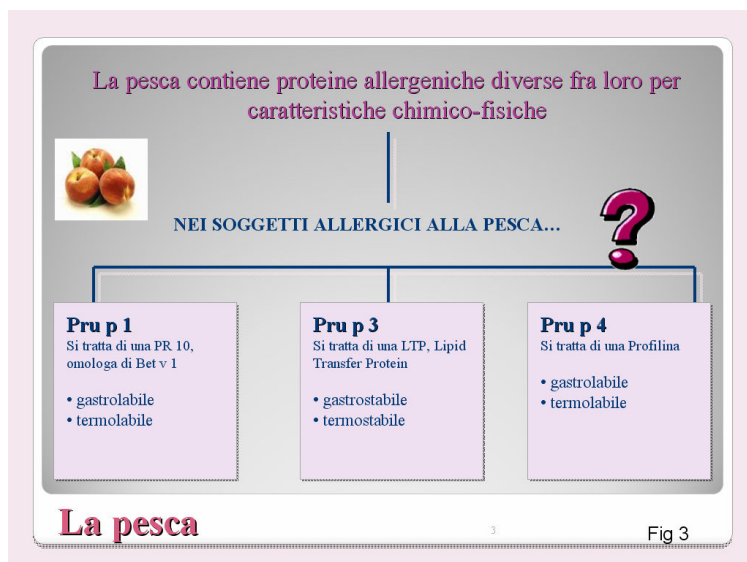 La pesca contiene proteine allergeniche diverse fra loro per
caratteristiche chimico-fisiche
NEI SOGGETTI ALLERGICI ALLA PESCA...
?
Pru p 1
Si tratta di una PR 10,
omologa di Bet v 1
• gastrolabile
• termolabile
Pru p 3
Si tratta di una LTP, Lipid
Transfer Protein
• gastrostabile
• termostabile
Pru p 4
Si tratta di una Profilina
• gastrolabile
• termolabile
La pesca
3
Fig 3